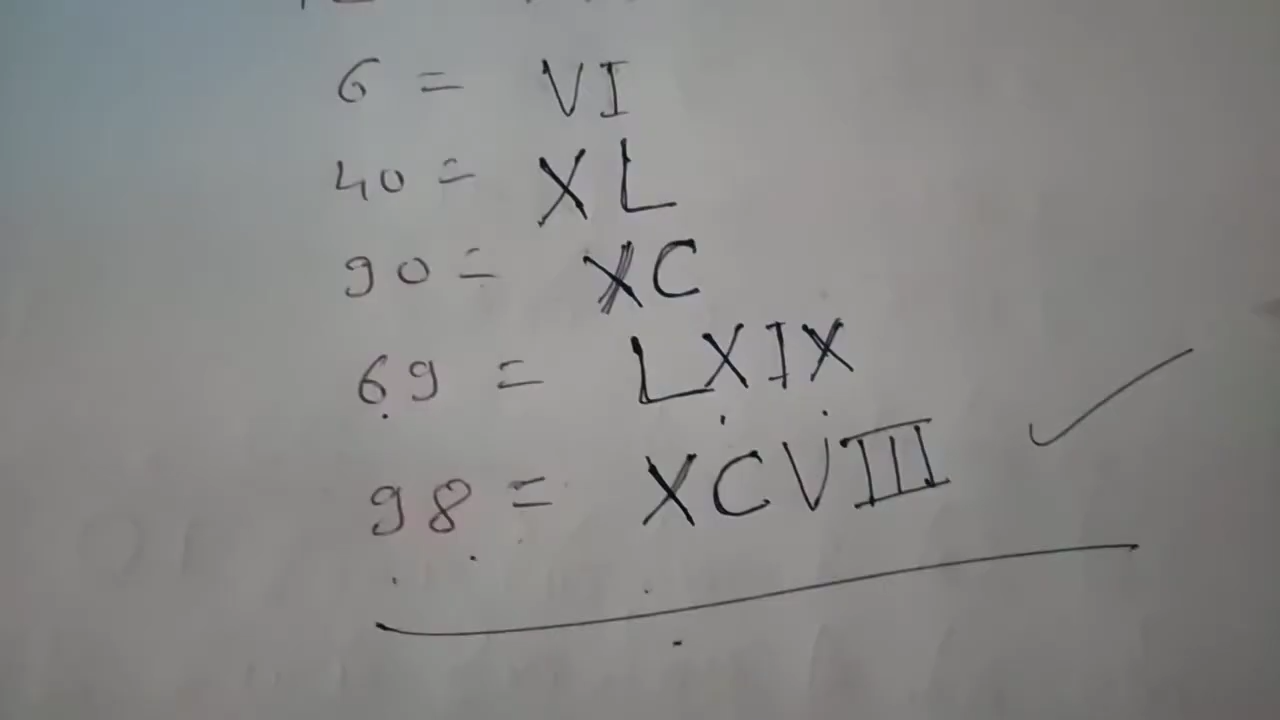 6 = VI
40 = XL
90 = XC
69 = LXIX
98 = XCVIII